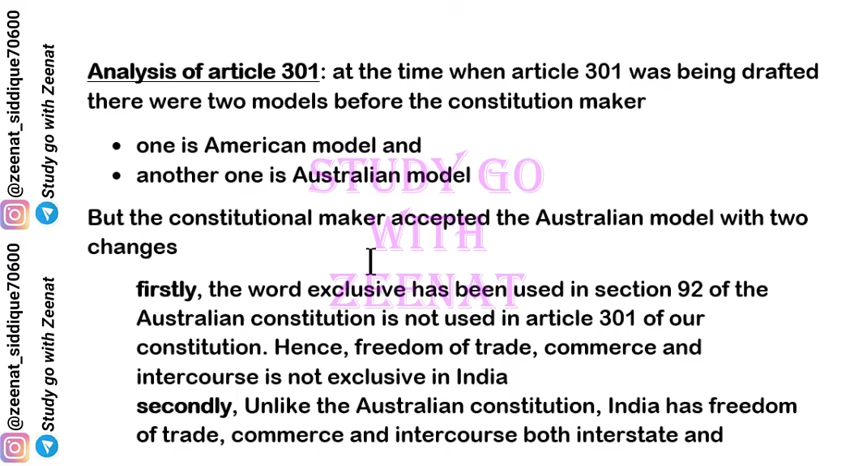 Analysis of article 301: at the time when article 301 was being drafted
there were two models before the constitution maker
• one is American model and
• another one is Australian model
But the constitutional maker accepted the Australian model with two
changes
firstly, the word exclusive has been used in section 92 of the
Australian constitution is not used in article 301 of our
constitution. Hence, freedom of trade, commerce and
intercourse is not exclusive in India
secondly, Unlike the Australian constitution, India has freedom
of trade, commerce and intercourse both interstate and
STUDY GO
WITH
ZEENAT
@zeenat_siddique70600
Study go with Zeenat
@zeenat_siddique70600
Study go with Zeenat